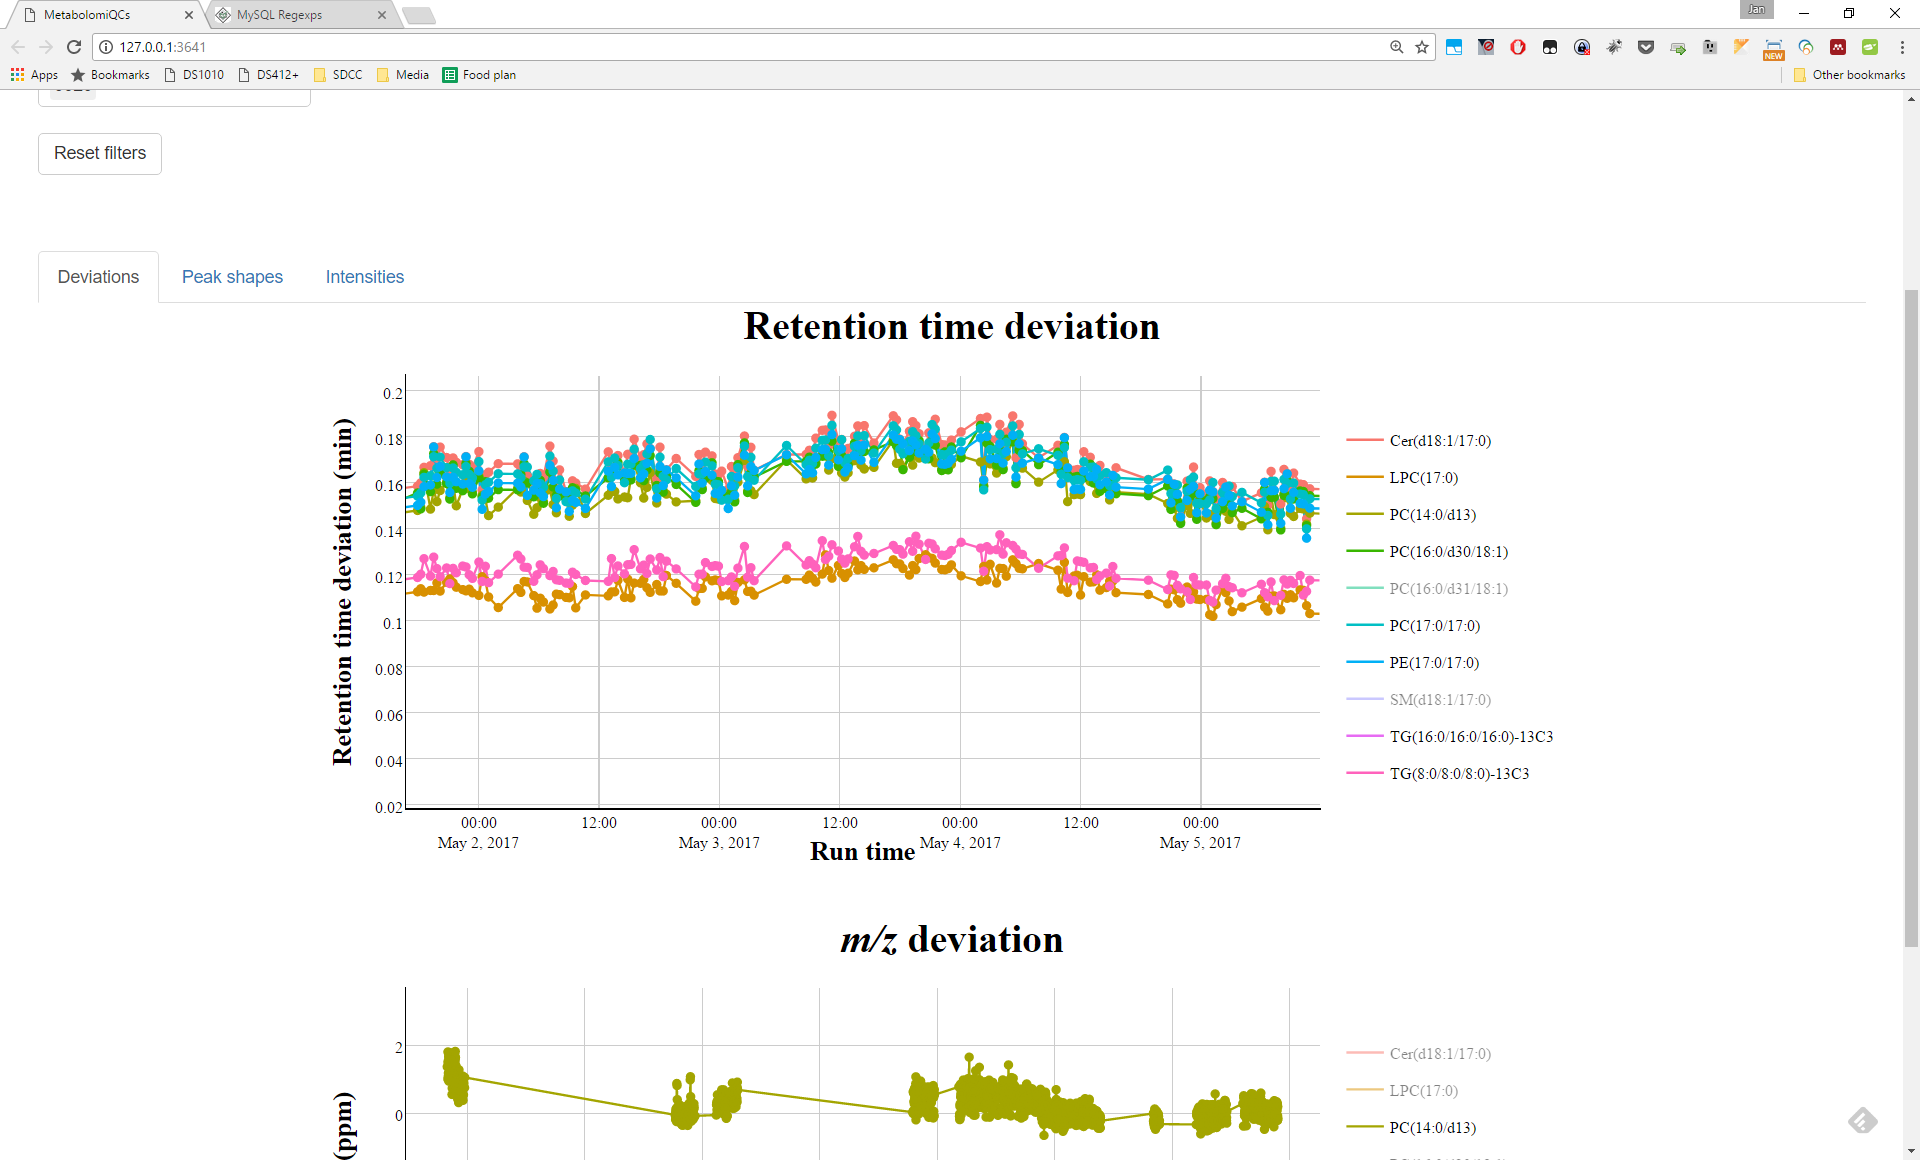 MetabolomiQCs
MySQL Regexps
Jan
127.0.0.1:3641
NEW
Apps
Bookmarks
DS1010
DS412+
SDCC
Media
Food plan
Other bookmarks
Reset filters
Deviations
Peak shapes
Intensities
Retention time deviation
Retention time deviation (min)
0.2
0.18
0.16
0.14
0.12
0.1
0.08
0.06
0.04
0.02
00:00
May 2, 2017
12:00
00:00
May 3, 2017
12:00
00:00
May 4, 2017
12:00
00:00
May 5, 2017
Run time
Cer(d18:1/17:0)
LPC(17:0)
PC(14:0/d13)
PC(16:0/d30/18:1)
PC(16:0/d31/18:1)
PC(17:0/17:0)
PE(17:0/17:0)
SM(d18:1/17:0)
TG(16:0/16:0/16:0)-13C3
TG(8:0/8:0/8:0)-13C3
m/z deviation
(ppm)
2
0
Cer(d18:1/17:0)
LPC(17:0)
PC(14:0/d13)